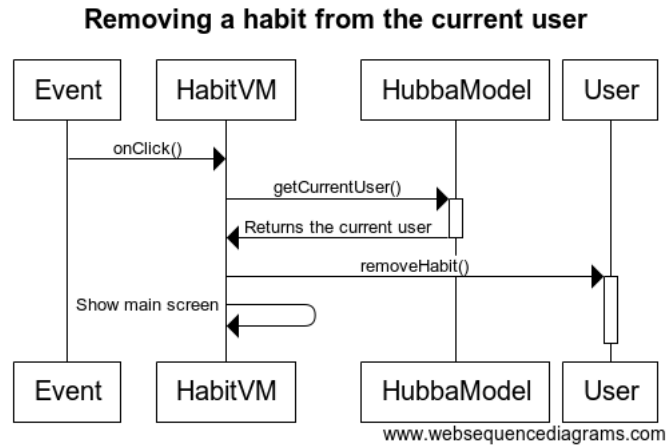 Removing a habit from the current user
Event HabitVM HubbaModel User
onClick()
getCurrentUser()
Returns the current user
removeHabit()
Show main screen
Event HabitVM HubbaModel User
www.websequencediagrams.com